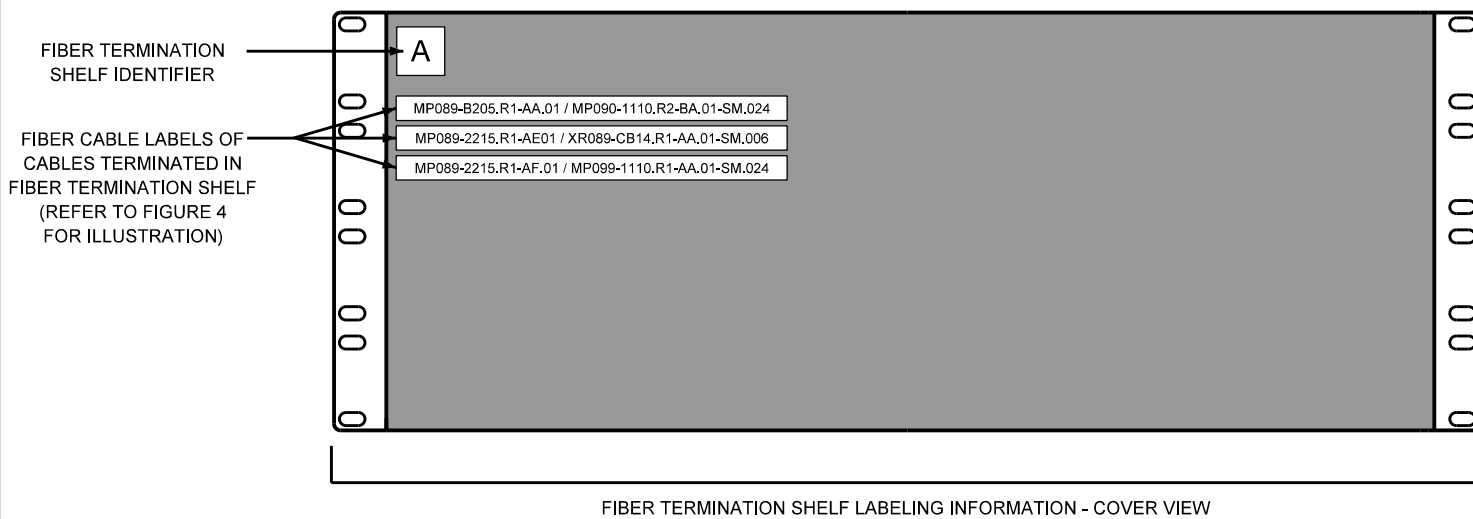 FIBER TERMINATION
SHELF IDENTIFIER
A
MP089-B205.R1-AA.01 / MP090-1110.R2-BA.01-SM.024
MP089-2215.R1-AE01 / XR089-CB14.R1-AA.01-SM.006
MP089-2215.R1-AF.01 / MP099-1110.R1-AA.01-SM.024
FIBER CABLE LABELS OF
CABLES TERMINATED IN
FIBER TERMINATION SHELF
(REFER TO FIGURE 4
FOR ILLUSTRATION)
FIBER TERMINATION SHELF LABELING INFORMATION - COVER VIEW